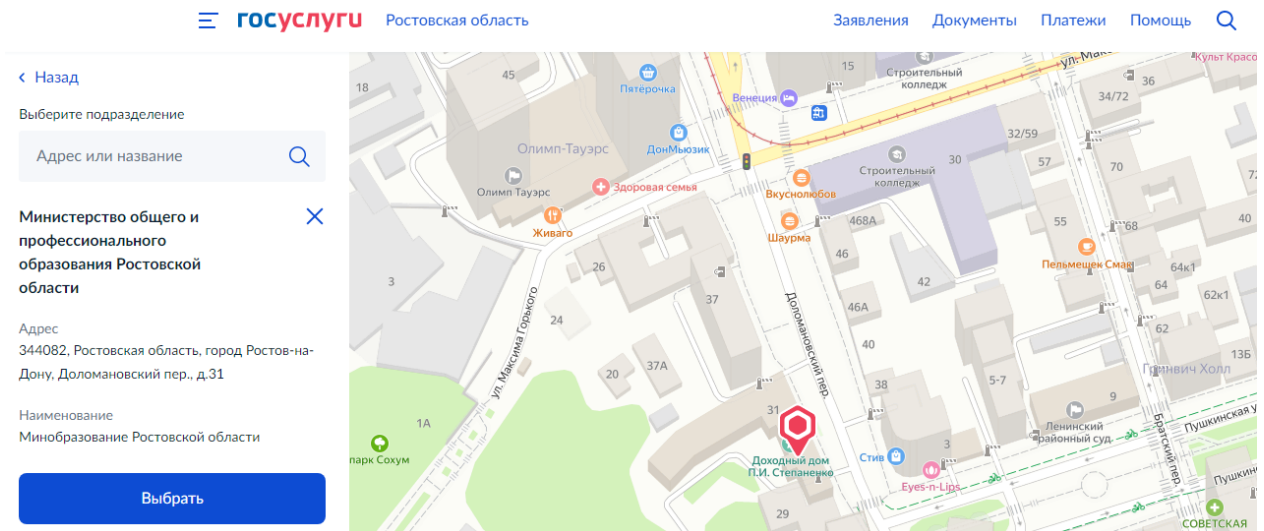 госуслуги
Ростовская область
Заявления
Документы
Платежи
Помощь
Назад
Выберите подразделение
Адрес или название
Министерство общего и
профессионального
образования Ростовской
области
Адрес
344082, Ростовская область, город Ростов-на-
Дону, Доломановский пер., д.31
Наименование
Минобразование Ростовской области
Выбрать
45
Пятёрочка
15
Строительный
колледж
ул. Мак
Культ Красо
36
18
Венеция
34/72
Олимп-Тауэрс
ДонМьюзик
32/59
Строительный
колледж
30
57
70
Олимп Тауэрс
Здоровая семья
Вкуснолюбов
Живаго
468А
55
68
40
Шаурма
46
Пельмешек Смая
26
64к1
3
37
42
64
62к1
ул. Максима Горького
Доломановский пер.
46А
24
62
40
13Б
37А
20
Гринвич Холл
38
5-7
9
31
1А
Ленинский
районный суд
Пушкинская у
парк Сохум
3
Братский пер.
Доходный дом
П.И. Степаненко
Стив
Eyes-n-Lips
Пушкин
29
СОВЕТСКАЯ